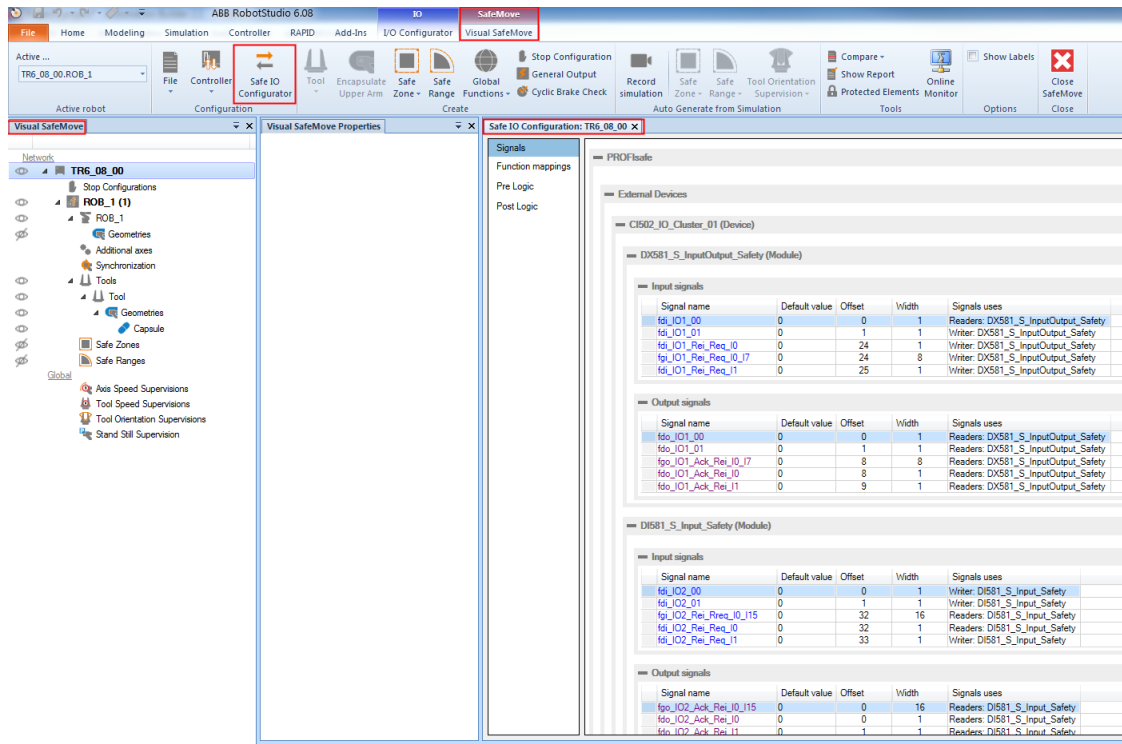 ABB RobotStudio 6.08
IO
SafeMove
File Home Modeling Simulation Controller RAPID Add-Ins I/O Configurator Visual SafeMove
Active ...
TR6_08_00.ROB_1
Active robot
File
Controller
Safe IO
Configurator
Configuration
Tool
Encapsulate
Upper Arm
Safe
Zone
Safe
Range
Global
Functions
Stop Configuration
General Output
Cyclic Brake Check
Create
Record
simulation
Safe
Zone
Safe
Range
Tool Orientation
Supervision
Auto Generate from Simulation
Compare
Show Report
Protected Elements
Online
Monitor
Tools
Show Labels
Options
Close
SafeMove
Close
Visual SafeMove
Network
TR6_08_00
Stop Configurations
ROB_1 (1)
ROB_1
Geometries
Additional axes
Synchronization
Tools
Tool
Geometries
Capsule
Safe Zones
Safe Ranges
Global
Axis Speed Supervisions
Tool Speed Supervisions
Tool Orientation Supervisions
Stand Still Supervision
Visual SafeMove Properties
Safe IO Configuration: TR6_08_00
Signals
Function mappings
Pre Logic
Post Logic
PROFIsafe
External Devices
CI502_IO_Cluster_01 (Device)
DX581_S_InputOutput_Safety (Module)
Input signals
Signal name Default value Offset Width Signals uses
fdi_IO1_00 0 0 1 Readers: DX581_S_InputOutput_Safety
fdi_IO1_01 0 1 1 Writer: DX581_S_InputOutput_Safety
fdi_IO1_Rei_Req_I0 0 24 1 Writer: DX581_S_InputOutput_Safety
fgi_IO1_Rei_Req_I0_I7 0 24 8 Writer: DX581_S_InputOutput_Safety
fdi_IO1_Rei_Req_I1 0 25 1 Writer: DX581_S_InputOutput_Safety
Output signals
Signal name Default value Offset Width Signals uses
fdo_IO1_00 0 0 1 Readers: DX581_S_InputOutput_Safety
fdo_IO1_01 0 1 1 Readers: DX581_S_InputOutput_Safety
fgo_IO1_Ack_Rei_I0_I7 0 8 8 Readers: DX581_S_InputOutput_Safety
fdo_IO1_Ack_Rei_I0 0 8 1 Readers: DX581_S_InputOutput_Safety
fdo_IO1_Ack_Rei_I1 0 9 1 Readers: DX581_S_InputOutput_Safety
DI581_S_Input_Safety (Module)
Input signals
Signal name Default value Offset Width Signals uses
fdi_IO2_00 0 0 1 Writer: DI581_S_Input_Safety
fdi_IO2_01 0 1 1 Writer: DI581_S_Input_Safety
fgi_IO2_Rei_Rreq_I0_I15 0 32 16 Readers: DI581_S_Input_Safety
fdi_IO2_Rei_Req_I0 0 32 1 Readers: DI581_S_Input_Safety
fdi_IO2_Rei_Req_I1 0 33 1 Writer: DI581_S_Input_Safety
Output signals
Signal name Default value Offset Width Signals uses
fgo_IO2_Ack_Rei_I0_I15 0 0 16 Readers: DI581_S_Input_Safety
fdo_IO2_Ack_Rei_I0 0 0 1 Readers: DI581_S_Input_Safety
fdo_IO2_Ack_Rei_I1 0 1 1 Readers: DI581_S_Input_Safety